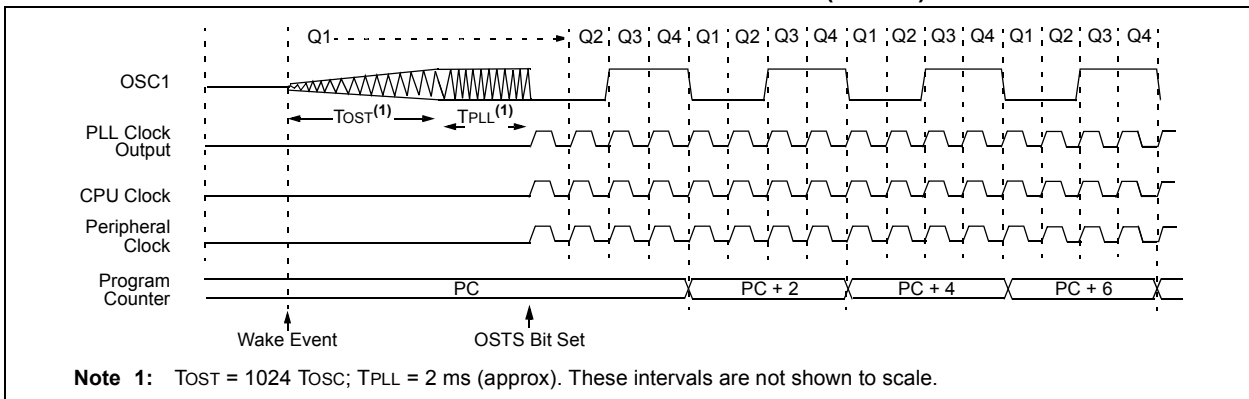 Q1 Q2 Q3 Q4 Q1 Q2 Q3 Q4 Q1 Q2 Q3 Q4 Q1 Q2 Q3 Q4
OSC1
TOST(1) TPLL(1)
PLL Clock
Output
CPU Clock
Peripheral
Clock
Program
Counter
PC PC + 2 PC + 4 PC + 6
Wake Event OSTS Bit Set
Note 1: TOST = 1024 TOSC; TPLL = 2 ms (approx). These intervals are not shown to scale.